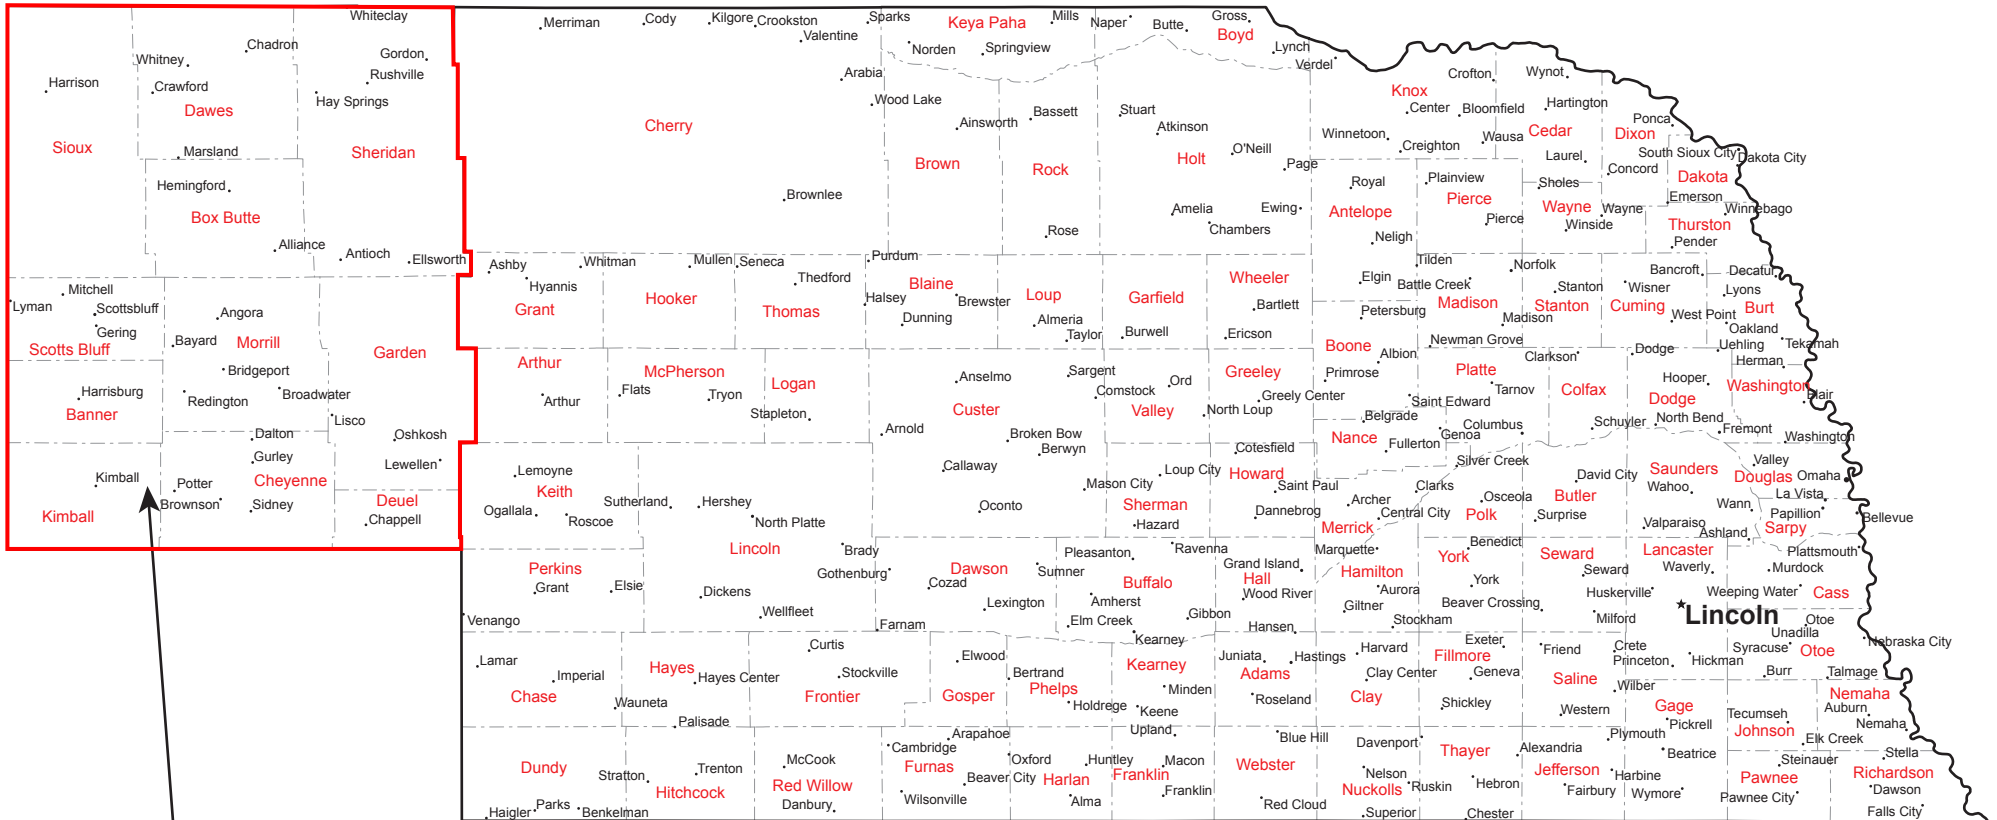 Whiteclay
Merriman
Cody
Kilgore
Crookston
Valentine
Sparks
Keya Paha
Mills
Naper
Butte
Gross
Boyd
Norden
Springview
Lynch
Verdel
Chadron
Whitney
Gordon
Rushville
Harrison
Crawford
Hay Springs
Dawes
Sioux
Marsland
Sheridan
Hemingford
Box Butte
Alliance
Antioch
Ellsworth
Arabia
Wood Lake
Cherry
Brownlee
Ainsworth
Bassett
Brown
Rock
Rose
Stuart
Atkinson
Holt
O'Neill
Page
Amelia
Ewing
Chambers
Crofton
Wynot
Knox
Center
Bloomfield
Hartington
Winnetoon
Creighton
Wausa
Cedar
Dixon
Ponca
Laurel
South Sioux City
Dakota City
Concord
Dakota
Royal
Plainview
Sholes
Antelope
Pierce
Pierce
Wayne
Wayne
Winside
Emerson
Winnebago
Thurston
Pender
Neligh
Ashby
Whitman
Mullen
Seneca
Purdum
Hyannis
Grant
Hooker
Thedford
Thomas
Halsey
Blaine
Brewster
Dunning
Loup
Almeria
Taylor
Garfield
Burwell
Wheeler
Bartlett
Ericson
Tilden
Norfolk
Elgin
Battle Creek
Madison
Madison
Petersburg
Newman Grove
Boone
Albion
Primrose
Stanton
Stanton
Wisner
Cuming
West Point
Bancroft
Decatur
Lyons
Burt
Oakland
Uehling
Tekamah
Herman
Lyman
Mitchell
Scottsbluff
Gering
Scotts Bluff
Angora
Bayard
Morrill
Bridgeport
Garden
Harrisburg
Banner
Redington
Broadwater
Lisco
Oshkosh
Dalton
Gurley
Lewellen
Kimball
Kimball
Potter
Brownson
Cheyenne
Sidney
Deuel
Chappell
Arthur
Arthur
McPherson
Flats
Tryon
Logan
Stapleton
Anselmo
Custer
Arnold
Broken Bow
Berwyn
Callaway
Oconto
Sargent
Comstock
Ord
Valley
North Loup
Greeley
Greely Center
Belgrade
Saint Edward
Nance
Fullerton
Genoa
Platte
Tarnov
Columbus
Clarkson
Colfax
Schuyler
Dodge
Hooper
Dodge
North Bend
Fremont
Washington
Blair
Washington
Lemoyne
Keith
Ogallala
Roscoe
Sutherland
Hershey
North Platte
Lincoln
Brady
Gothenburg
Dickens
Wellfleet
Mason City
Loup City
Sherman
Hazard
Cotesfield
Howard
Saint Paul
Dannebrog
Silver Creek
Archer
Clarks
Central City
Merrick
Osceola
Polk
David City
Butler
Surprise
Saunders
Wahoo
Valparaiso
Ashland
Valley
Douglas
Omaha
La Vista
Wann
Papillion
Sarpy
Bellevue
Plattsmouth
Perkins
Grant
Elsie
Venango
Dawson
Cozad
Lexington
Farnam
Sumner
Pleasanton
Ravenna
Buffalo
Amherst
Elm Creek
Gibbon
Kearney
Grand Island
Hall
Wood River
Hansen
Marquette
Hamilton
Aurora
Giltner
Stockham
York
Benedict
York
Beaver Crossing
Seward
Seward
Milford
Lancaster
Waverly
Huskerville
Lincoln
Murdock
Weeping Water
Cass
Otoe
Unadilla
Syracuse
Otoe
Nebraska City
Burr
Talmage
Lamar
Imperial
Chase
Wauneta
Hayes
Hayes Center
Palisade
Curtis
Stockville
Frontier
Elwood
Gosper
Bertrand
Phelps
Holdrege
Kearney
Minden
Keene
Juniata
Hastings
Adams
Roseland
Harvard
Clay Center
Clay
Exeter
Fillmore
Geneva
Shickley
Friend
Saline
Western
Crete
Princeton
Hickman
Wilber
Gage
Pickrell
Beatrice
Nemaha
Auburn
Nemaha
Tecumseh
Johnson
Elk Creek
Dundy
Haigler
Parks
Benkelman
Stratton
Trenton
Hitchcock
McCook
Red Willow
Danbury
Cambridge
Arapahoe
Furnas
Beaver City
Wilsonville
Oxford
Harlan
Huntley
Alma
Upland
Macon
Franklin
Franklin
Blue Hill
Webster
Red Cloud
Davenport
Nelson
Nuckolls
Ruskin
Superior
Thayer
Hebron
Chester
Alexandria
Jefferson
Fairbury
Plymouth
Harbine
Wymore
Steinauer
Pawnee
Pawnee City
Stella
Richardson
Dawson
Falls City